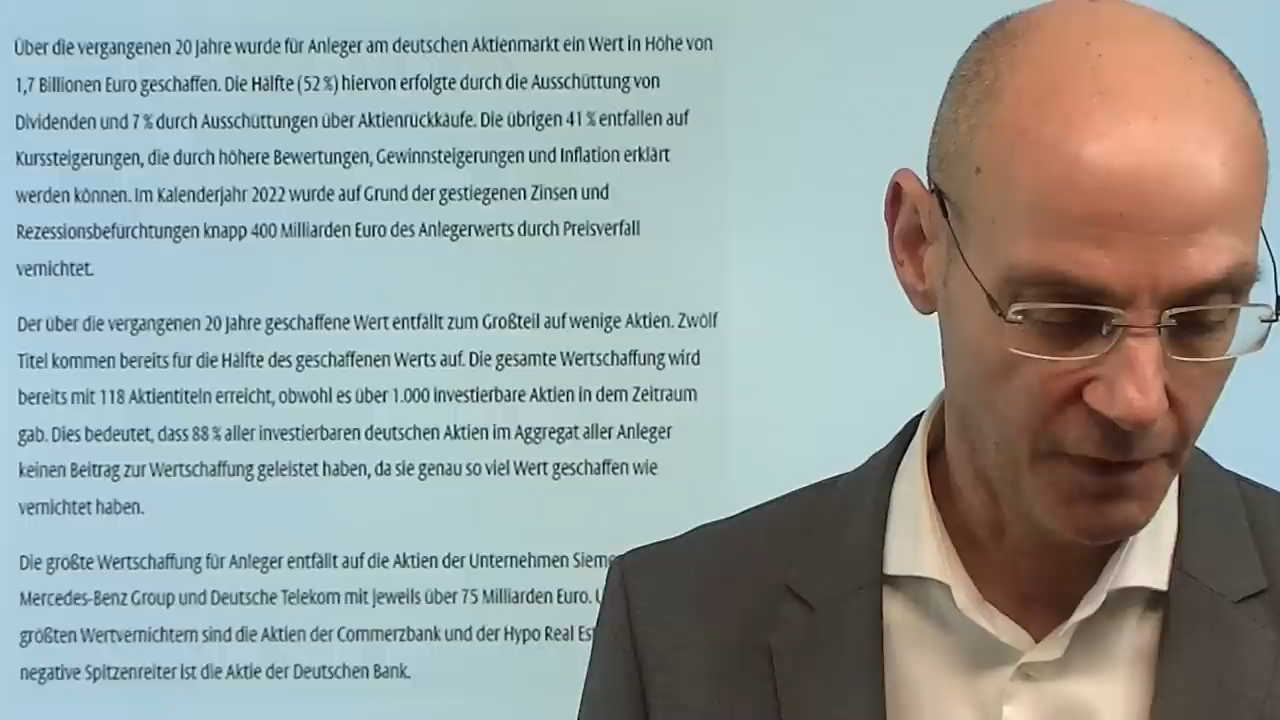 Über die vergangenen 20 Jahre wurde für Anleger am deutschen Aktienmarkt ein Wert in Höhe von
1,7 Billionen Euro geschaffen. Die Hälfte (52 %) hiervon erfolgte durch die Ausschüttung von
Dividenden und 7 % durch Ausschüttungen über Aktienrückkäufe. Die übrigen 41 % entfallen auf
Kurssteigerungen, die durch höhere Bewertungen, Gewinnsteigerungen und Inflation erklärt
werden können. Im Kalenderjahr 2022 wurde auf Grund der gestiegenen Zinsen und
Rezessionsbefürchtungen knapp 400 Milliarden Euro des Anlegerwerts durch Preisverfall
vernichtet.
Der über die vergangenen 20 Jahre geschaffene Wert entfällt zum Großteil auf wenige Aktien. Zwölf
Titel kommen bereits für die Hälfte des geschaffenen Werts auf. Die gesamte Wertschaffung wird
bereits mit 118 Aktientiteln erreicht, obwohl es über 1.000 investierbare Aktien in dem Zeitraum
gab. Dies bedeutet, dass 88 % aller investierbaren deutschen Aktien im Aggregat aller Anleger
keinen Beitrag zur Wertschaffung geleistet haben, da sie genau so viel Wert geschaffen wie
vernichtet haben.
Die größte Wertschaffung für Anleger entfällt auf die Aktien der Unternehmen
Mercedes-Benz Group und Deutsche Telekom mit jeweils über 75 Milliarden Euro.
größten Wertvernichtern sind die Aktien der Commerzbank und der Hypo Real
negative Spitzenreiter ist die Aktie der Deutschen Bank.